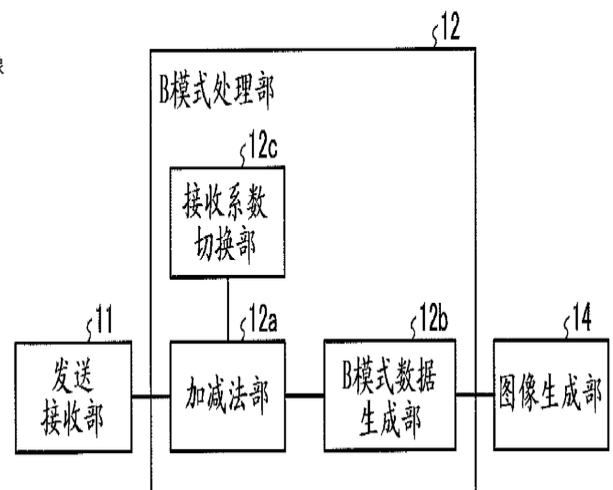 12
B模式处理部
12c
接收系数
切换部
11
12a
12b
14
发送
接收部
加减法部
B模式数据
生成部
图像生成部